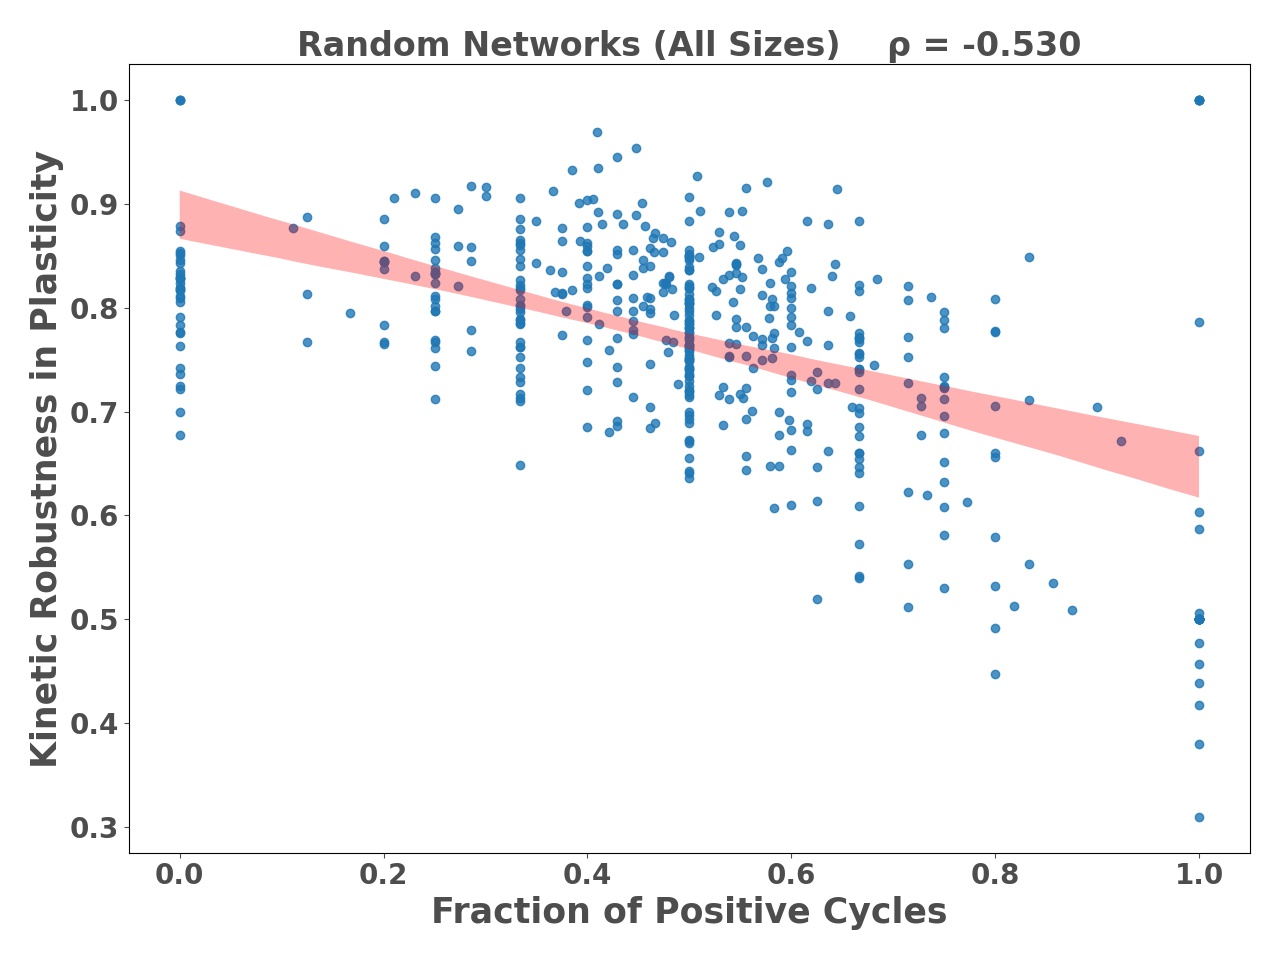 Random Networks (All Sizes)    ρ = -0.530
Kinetic Robustness in Plasticity
1.0
0.9
0.8
0.7
0.6
0.5
0.4
0.3
0.0 0.2 0.4 0.6 0.8 1.0
Fraction of Positive Cycles